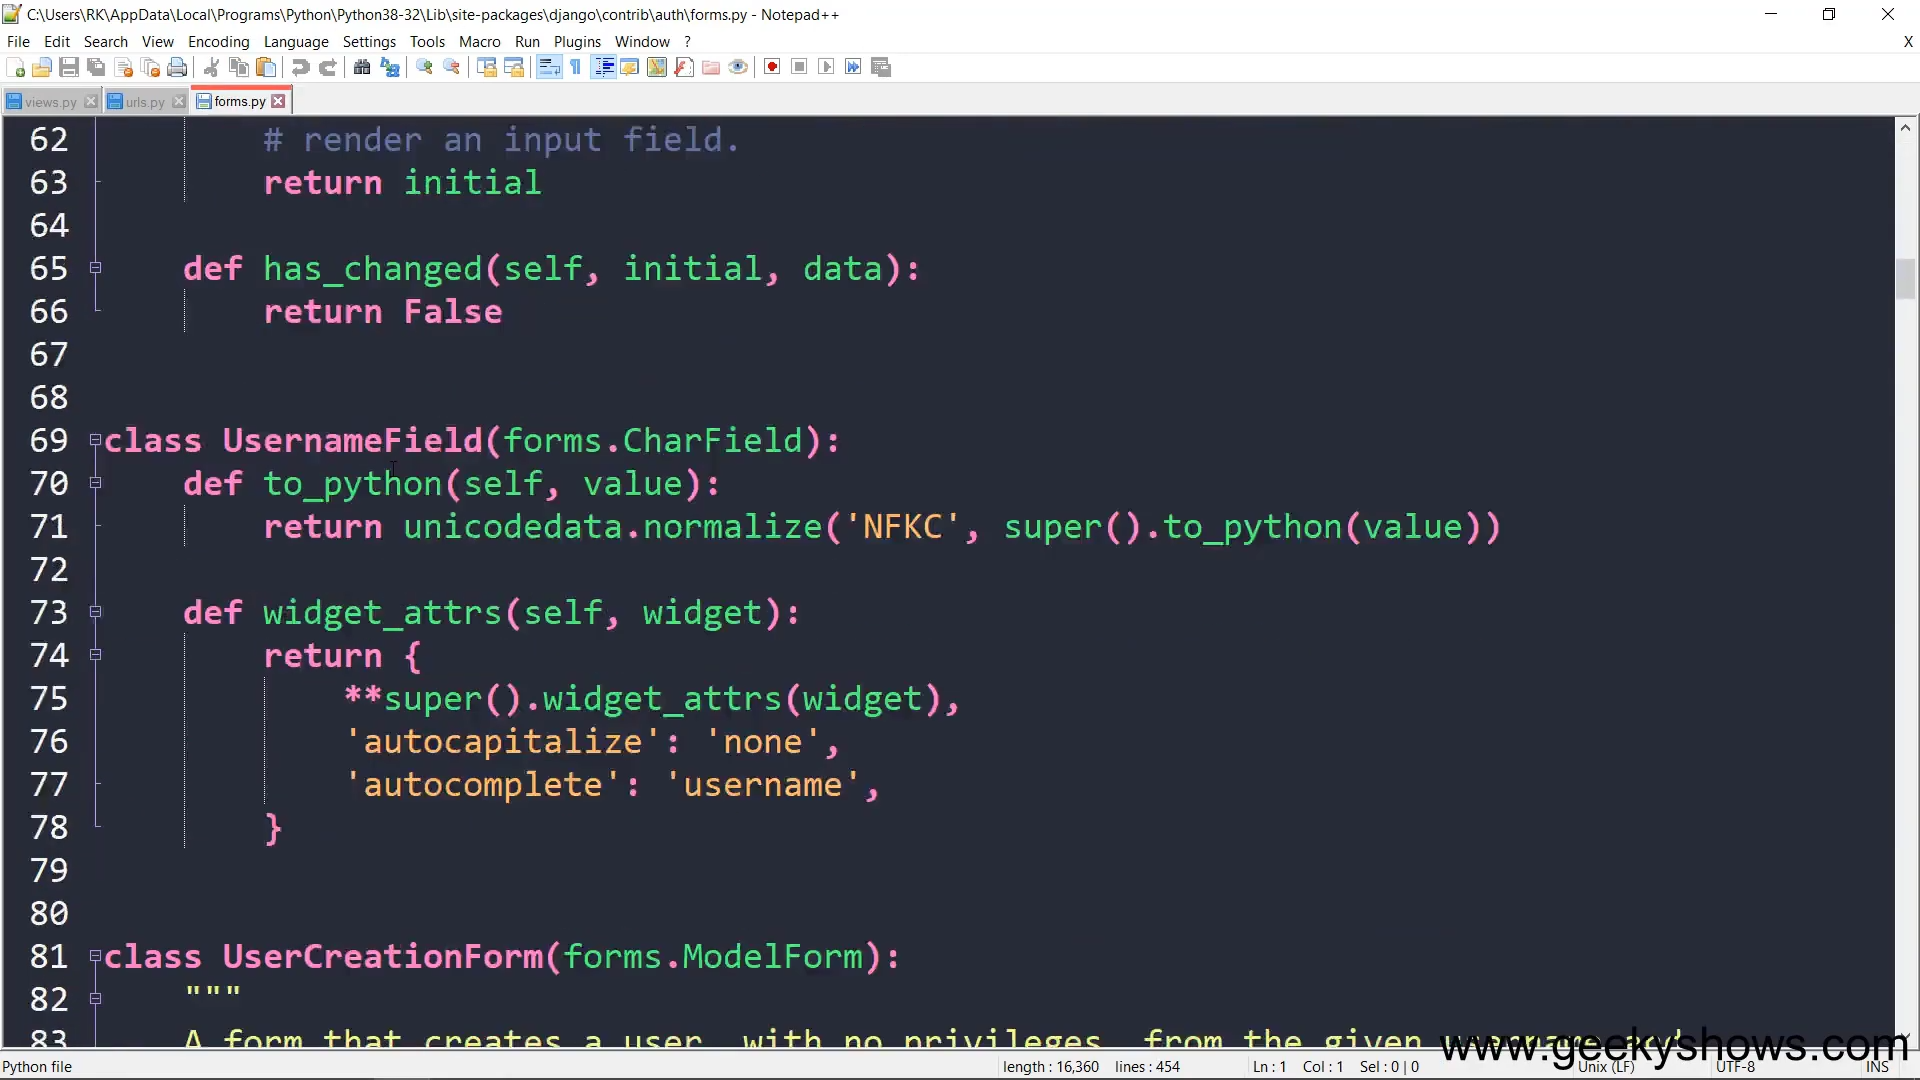 C:\Users\RK\AppData\Local\Programs\Python\Python38-32\Lib\site-packages\django\contrib\auth\forms.py - Notepad++
File Edit Search View Encoding Language Settings Tools Macro Run Plugins Window ? X
views.py urls.py forms.py
62 # render an input field.
63 return initial
64
65 def has_changed(self, initial, data):
66 return False
67
68
69 class UsernameField(forms.CharField):
70 def to_python(self, value):
71 return unicodedata.normalize('NFKC', super().to_python(value))
72
73 def widget_attrs(self, widget):
74 return {
75 **super().widget_attrs(widget),
76 'autocapitalize': 'none',
77 'autocomplete': 'username',
78 }
79
80
81 class UserCreationForm(forms.ModelForm):
82 """
83 A form that creates a user, with no privileges, from the given username and
www.geekyshows.com
Python file length : 16,360 lines : 454 Ln : 1 Col : 1 Sel : 0 | 0 Unix (LF) UTF-8 INS